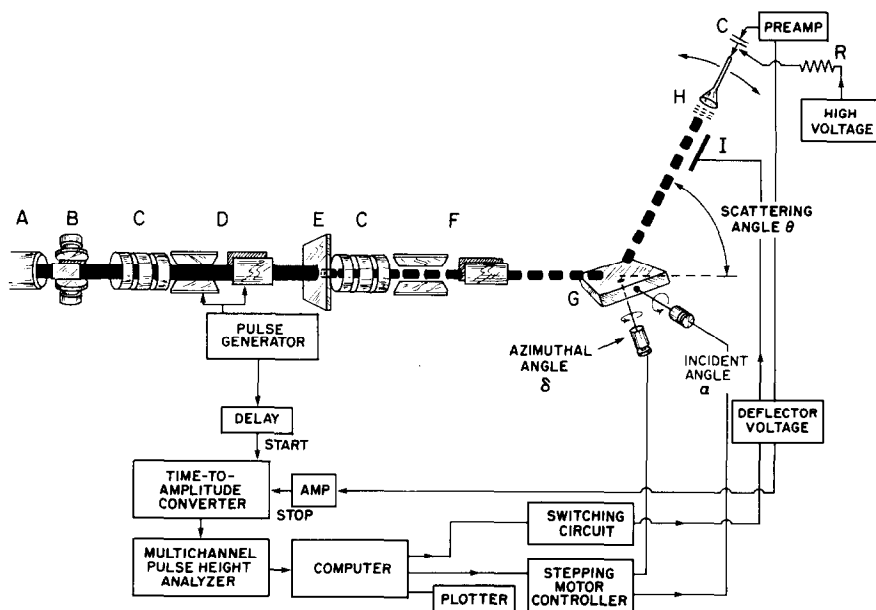 C
PREAMP
R
H
HIGH
VOLTAGE
I
A
B
C
D
E
C
F
SCATTERING
ANGLE θ
G
PULSE
GENERATOR
AZIMUTHAL
ANGLE
δ
INCIDENT
ANGLE
α
DELAY
START
DEFLECTOR
VOLTAGE
TIME-TO-
AMPLITUDE
CONVERTER
AMP
STOP
SWITCHING
CIRCUIT
MULTICHANNEL
PULSE HEIGHT
ANALYZER
COMPUTER
PLOTTER
STEPPING
MOTOR
CONTROLLER